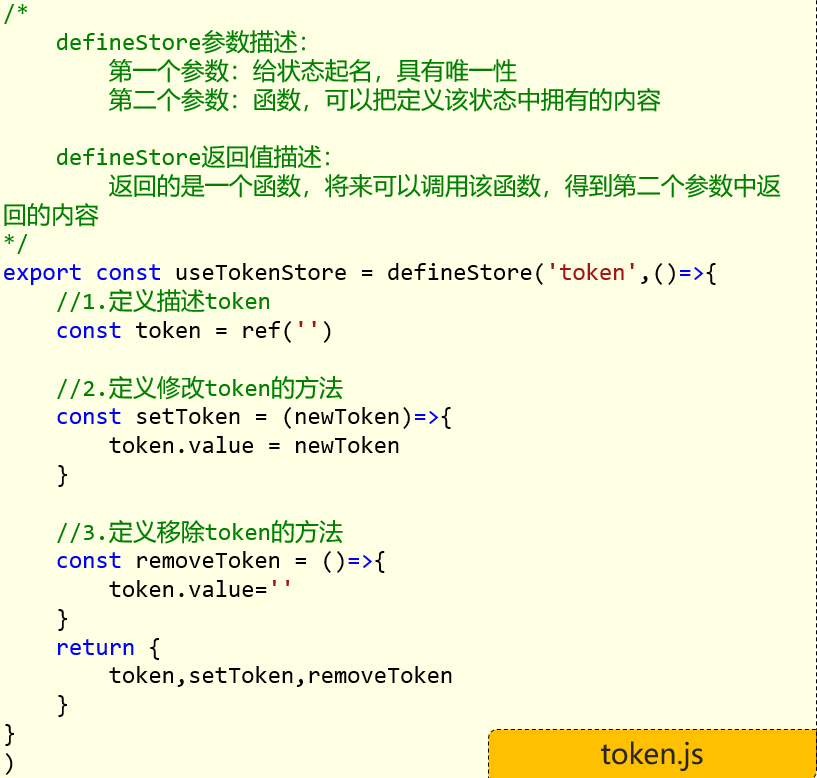 /*
    defineStore参数描述：
        第一个参数：给状态起名，具有唯一性
        第二个参数：函数，可以把定义该状态中拥有的内容

    defineStore返回值描述：
        返回的是一个函数，将来可以调用该函数，得到第二个参数中返
回的内容
*/
export const useTokenStore = defineStore('token',()=>{
    //1.定义描述token
    const token = ref('')

    //2.定义修改token的方法
    const setToken = (newToken)=>{
        token.value = newToken
    }

    //3.定义移除token的方法
    const removeToken = ()=>{
        token.value=''
    }
    return {
        token,setToken,removeToken
    }
}
)
token.js